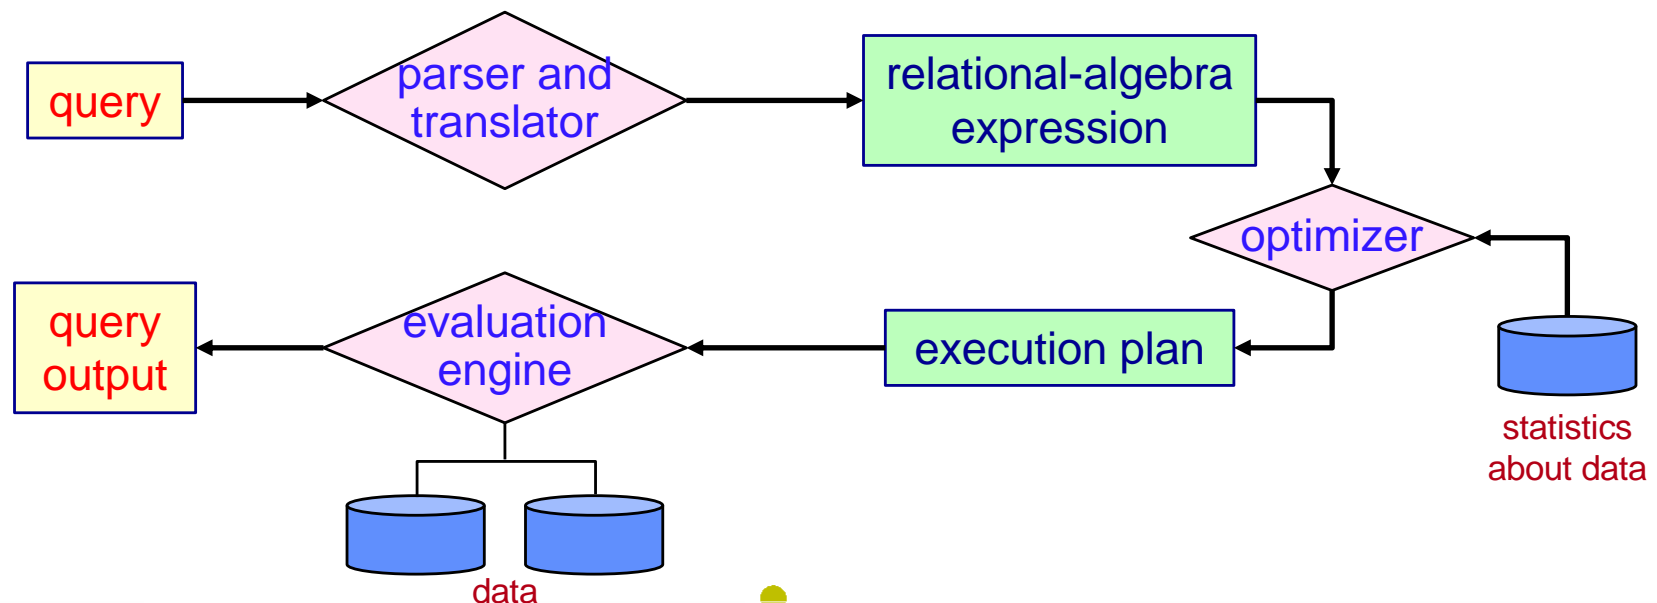 query
parser and
translator
relational-algebra
expression
optimizer
statistics
about data
execution plan
evaluation
engine
query
output
data